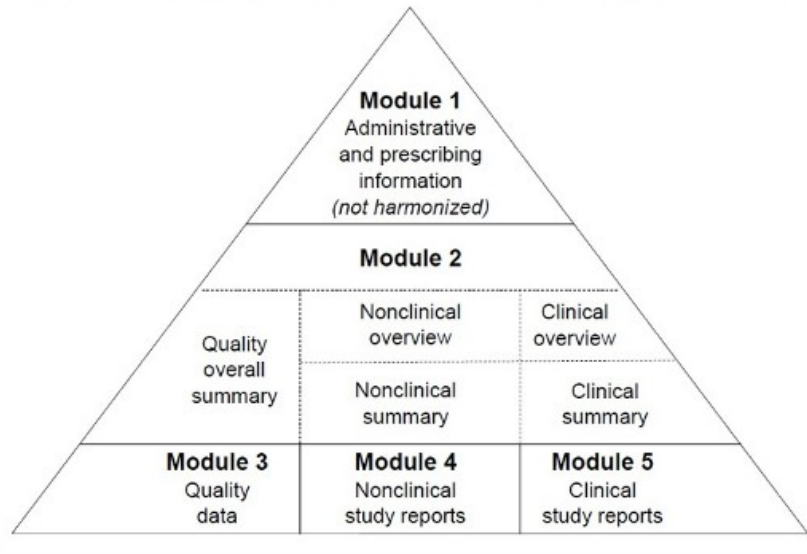 Module 1
Administrative
and prescribing
information
(not harmonized)
Module 2
Quality
overall
summary
Nonclinical
overview
Clinical
overview
Nonclinical
summary
Clinical
summary
Module 3
Quality
data
Module 4
Nonclinical
study reports
Module 5
Clinical
study reports